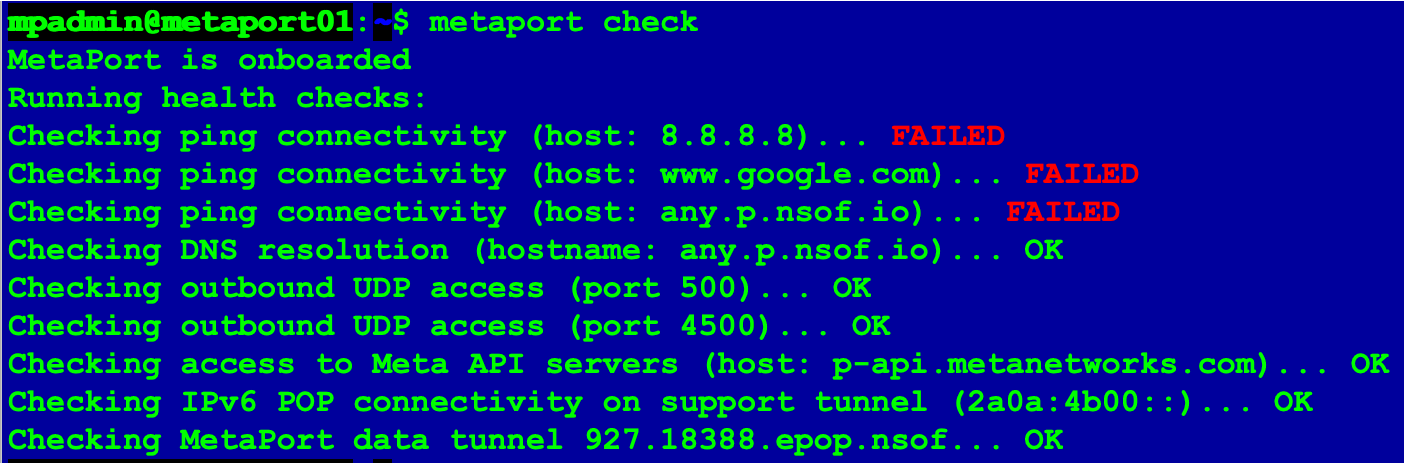 mpadmin@metaport01:~$ metaport check
MetaPort is onboarded
Running health checks:
Checking ping connectivity (host: 8.8.8.8)... FAILED
Checking ping connectivity (host: www.google.com)... FAILED
Checking ping connectivity (host: any.p.nsof.io)... FAILED
Checking DNS resolution (hostname: any.p.nsof.io)... OK
Checking outbound UDP access (port 500)... OK
Checking outbound UDP access (port 4500)... OK
Checking access to Meta API servers (host: p-api.metanetworks.com)... OK
Checking IPv6 POP connectivity on support tunnel (2a0a:4b00::)... OK
Checking MetaPort data tunnel 927.18388.epop.nsof... OK